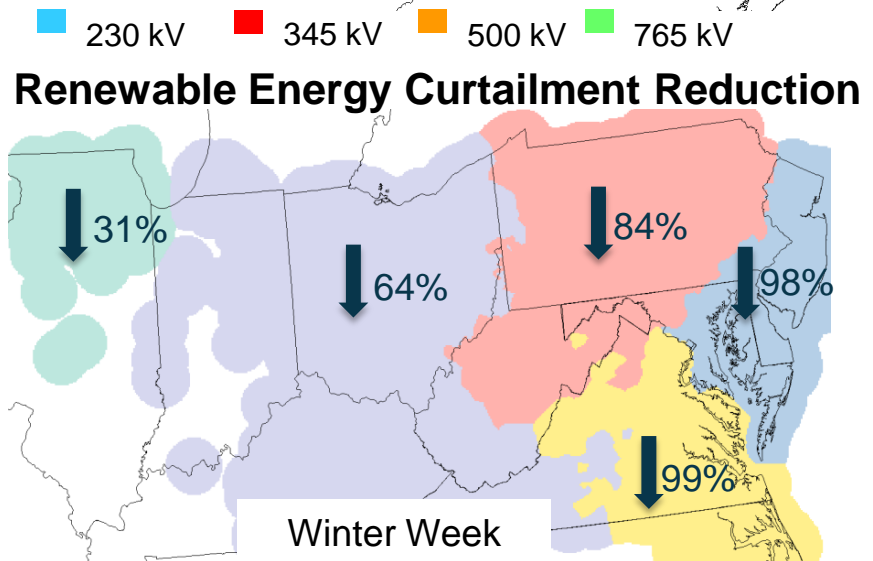 230 kV 345 kV 500 kV 765 kV
Renewable Energy Curtailment Reduction
31%
84%
64%
98%
99%
Winter Week